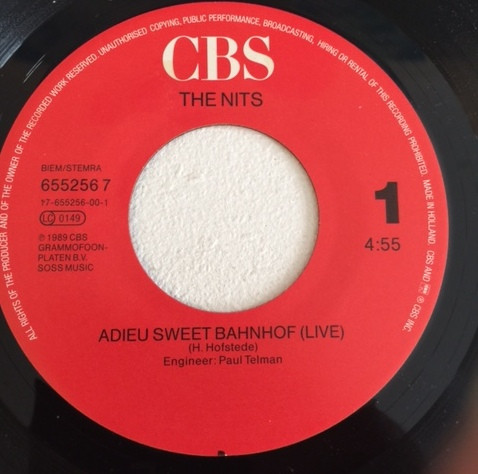 ALL RIGHTS OF THE PRODUCER AND OF THE OWNER OF THE RECORDED WORK RESERVED. UNAUTHORISED COPYING, PUBLIC PERFORMANCE, BROADCASTING, HIRING OR RENTAL OF THIS RECORDING PROHIBITED. MADE IN HOLLAND. CBS AND ® CBS INC.
CBS
THE NITS
BIEM/STEMRA
655256 7
†7-655256-00-1
LC 0149
℗ 1989 CBS
GRAMMOFOON-
PLATEN B.V.
SOSS MUSIC
1
4:55
ADIEU SWEET BAHNHOF (LIVE)
(H. Hofstede)
Engineer: Paul Telman